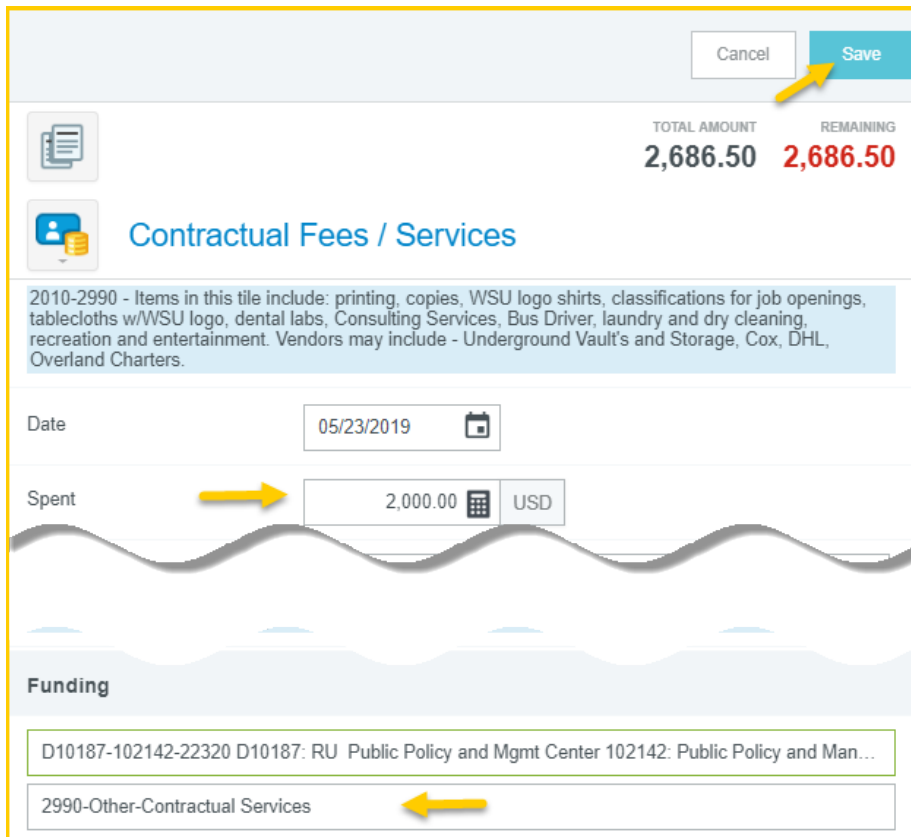 Cancel Save
TOTAL AMOUNT REMAINING
2,686.50 2,686.50
Contractual Fees / Services
2010-2990 - Items in this tile include: printing, copies, WSU logo shirts, classifications for job openings,
tablecloths w/WSU logo, dental labs, Consulting Services, Bus Driver, laundry and dry cleaning,
recreation and entertainment. Vendors may include - Underground Vault's and Storage, Cox, DHL,
Overland Charters.
Date 05/23/2019
Spent 2,000.00 USD
Funding
D10187-102142-22320 D10187: RU Public Policy and Mgmt Center 102142: Public Policy and Man...
2990-Other-Contractual Services